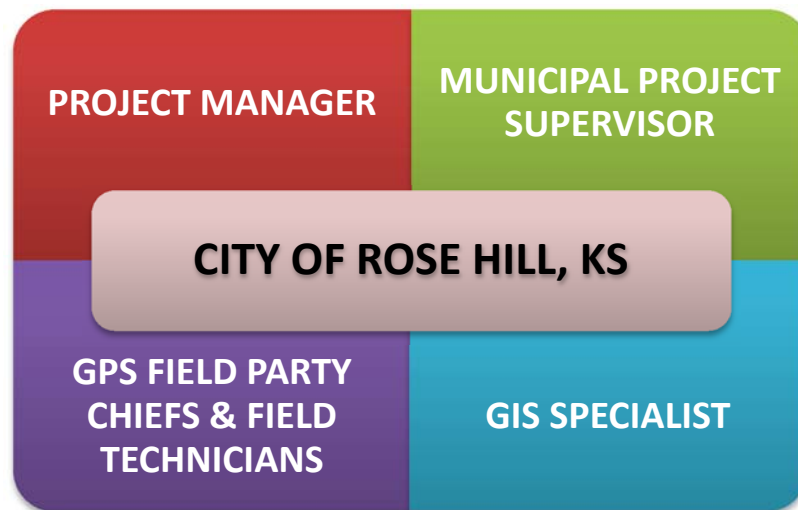 PROJECT MANAGER
MUNICIPAL PROJECT
SUPERVISOR
CITY OF ROSE HILL, KS
GPS FIELD PARTY
CHIEFS & FIELD
TECHNICIANS
GIS SPECIALIST